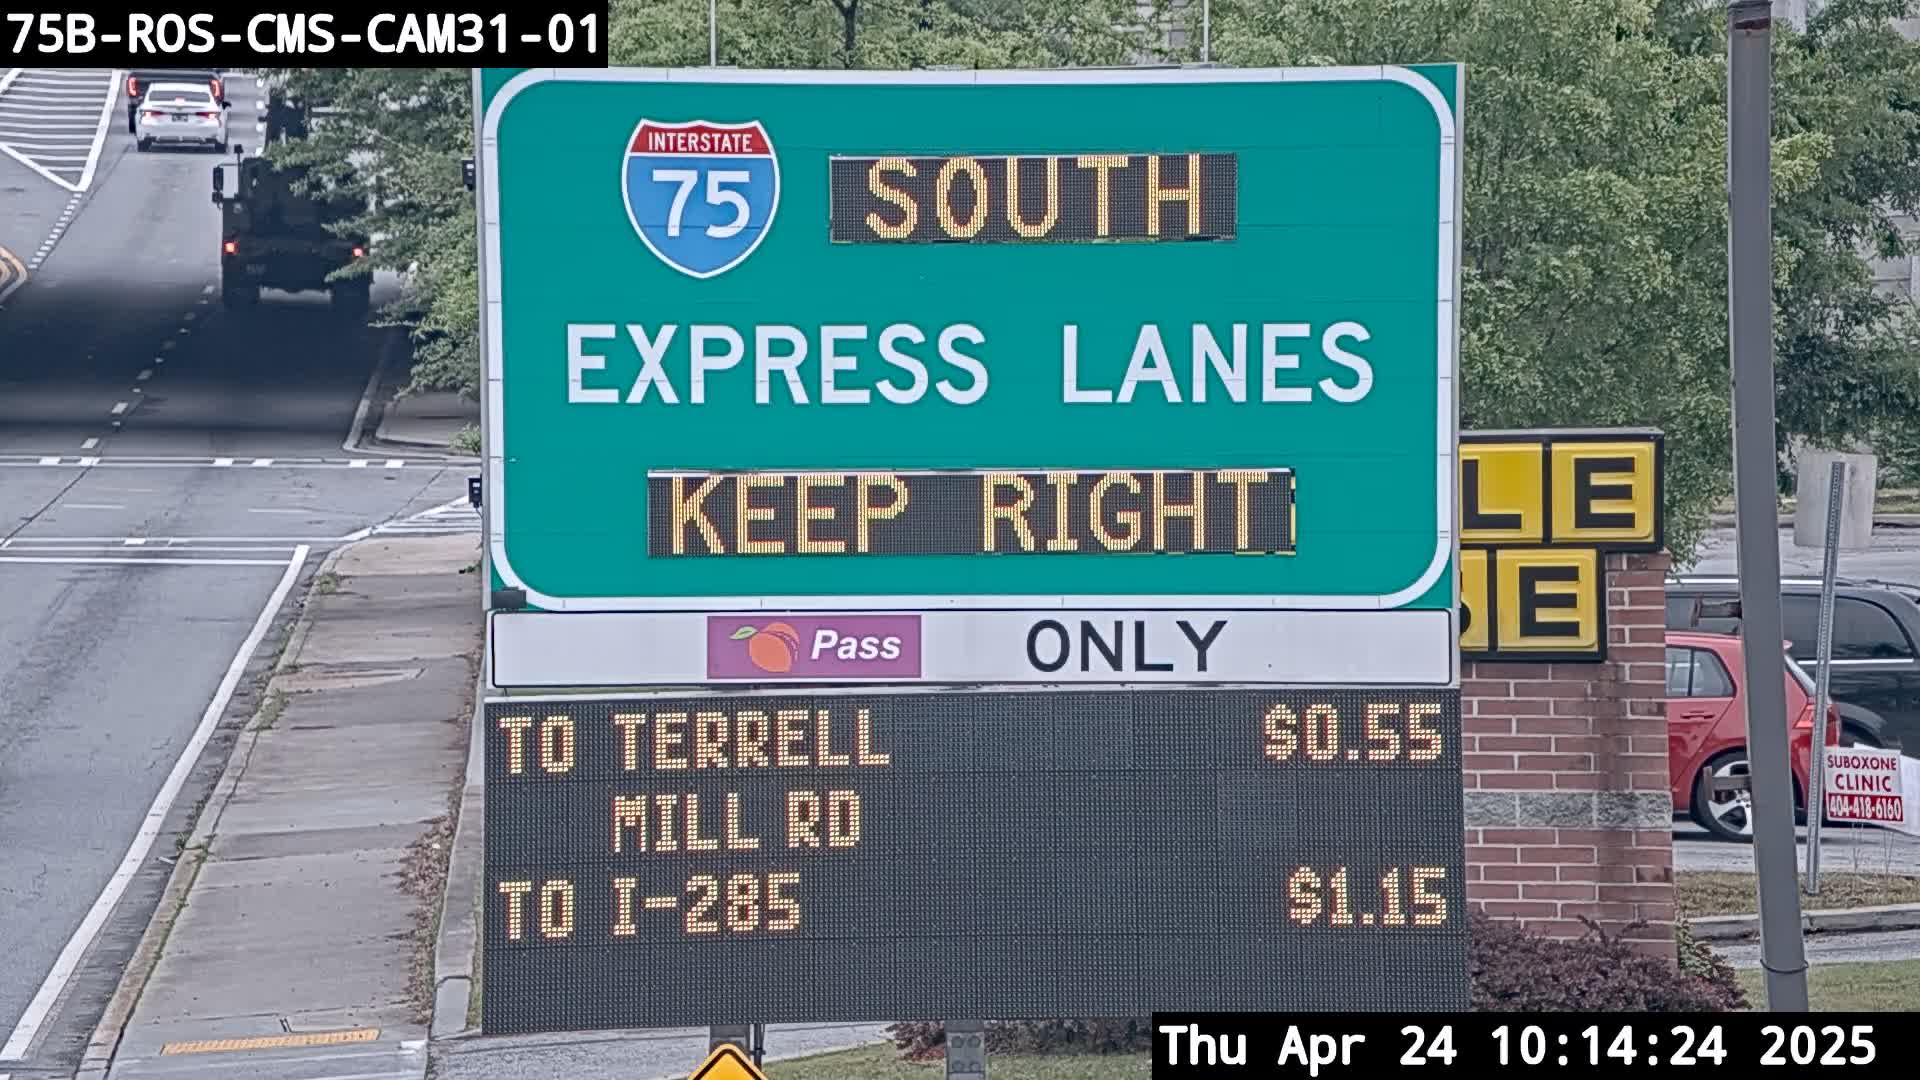 75B-ROS-CMS-CAM31-01
INTERSTATE
75
SOUTH
EXPRESS LANES
KEEP RIGHT
Pass
ONLY
TO TERRELL $0.55
MILL RD
TO I-285 $1.15
LE
E
SUBOXONE
CLINIC
404-418-6160
Thu Apr 24 10:14:24 2025